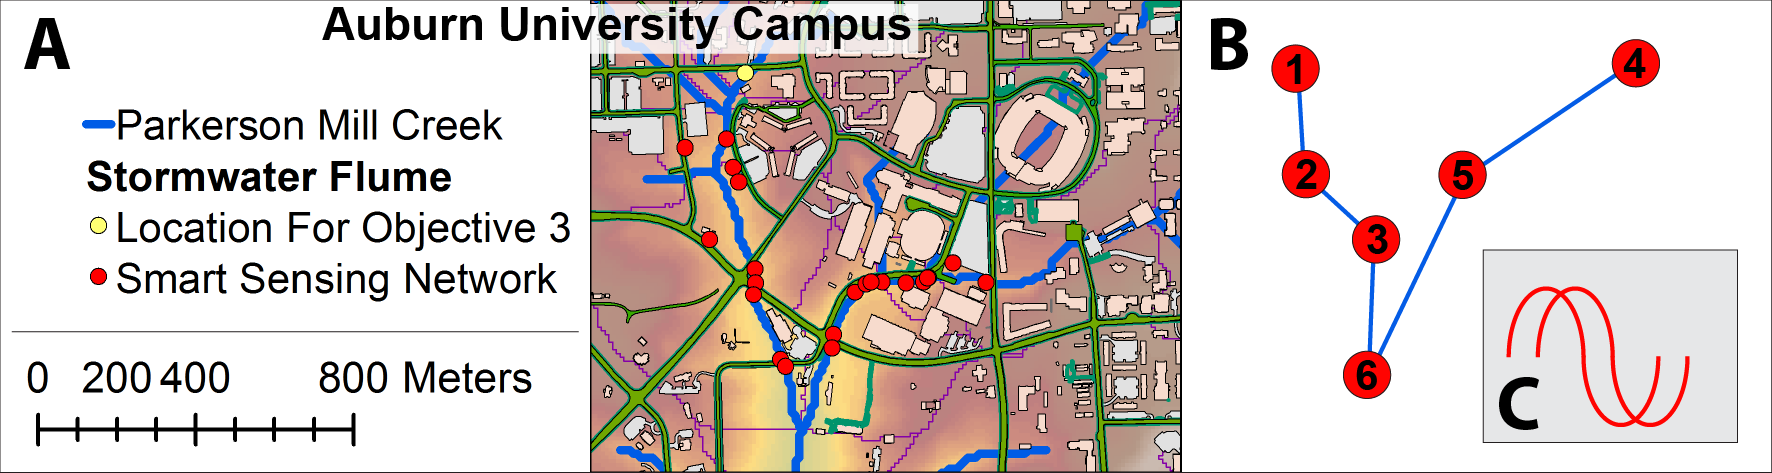 Auburn University Campus
A
Parkerson Mill Creek
Stormwater Flume
Location For Objective 3
Smart Sensing Network
0 200 400 800 Meters
B
1
4
2
5
3
6
C